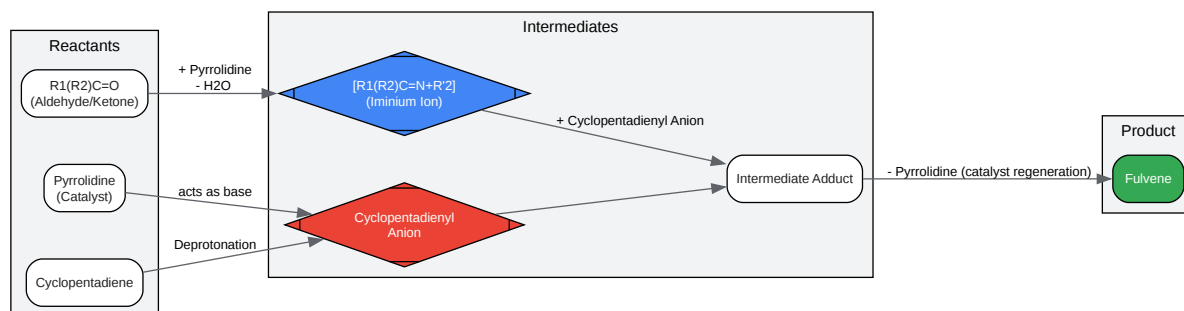 Reactants
R1(R2)C=O
(Aldehyde/Ketone)
Pyrrolidine
(Catalyst)
Cyclopentadiene
+ Pyrrolidine
- H2O
acts as base
Deprotonation
Intermediates
[R1(R2)C=N+R'2]
(Iminium Ion)
Cyclopentadienyl
Anion
+ Cyclopentadienyl Anion
Intermediate Adduct
- Pyrrolidine (catalyst regeneration)
Product
Fulvene